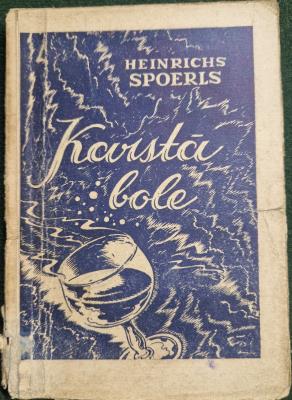 HEINRICHS
SPOERLS
Karstā
bole